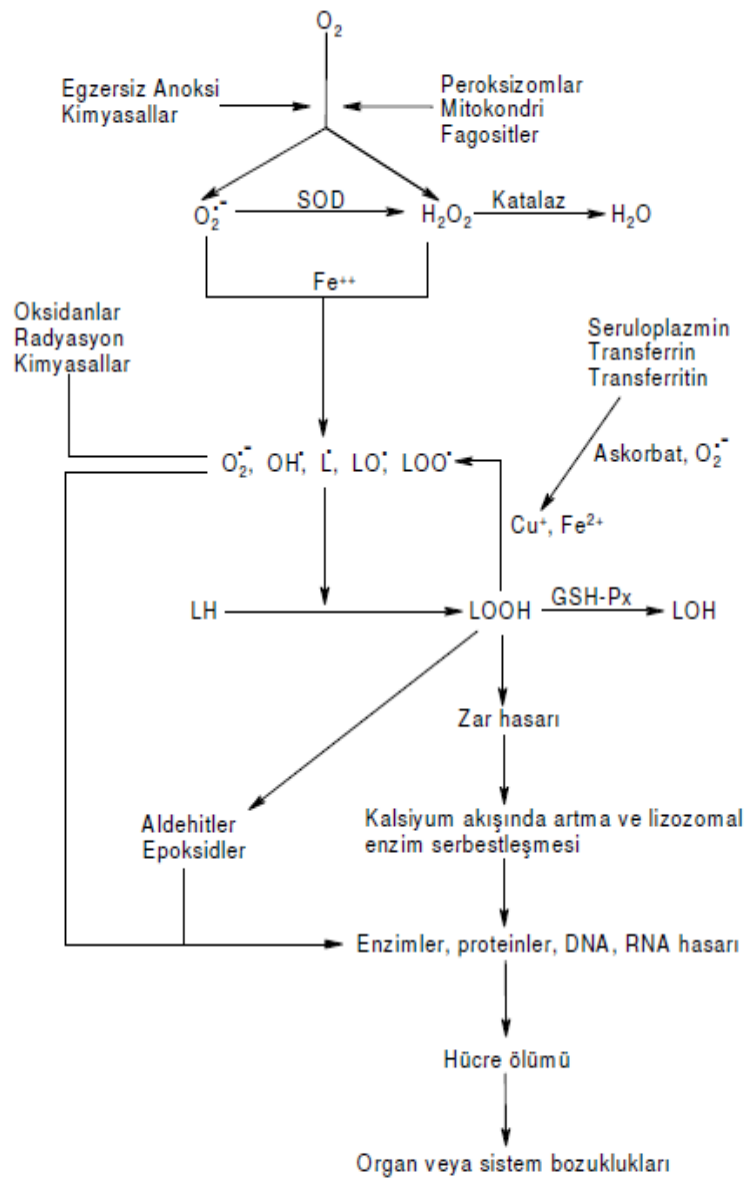 O₂
Egzersiz Anoksi
Kimyasallar
Peroksizomlar
Mitokondri
Fagositler
O₂•⁻
SOD
H₂O₂
Katalaz
H₂O
Fe⁺⁺
Oksidanlar
Radyasyon
Kimyasallar
Seruloplazmin
Transferrin
Transferritin
Askorbat, O₂•⁻
O₂•⁻, OH•, L•, LO•, LOO•
Cu⁺, Fe²⁺
LH
LOOH
GSH-Px
LOH
Zar hasarı
Aldehitler
Epoksidler
Kalsiyum akışında artma ve lizozomal
enzim serbestleşmesi
Enzimler, proteinler, DNA, RNA hasarı
Hücre ölümü
Organ veya sistem bozuklukları